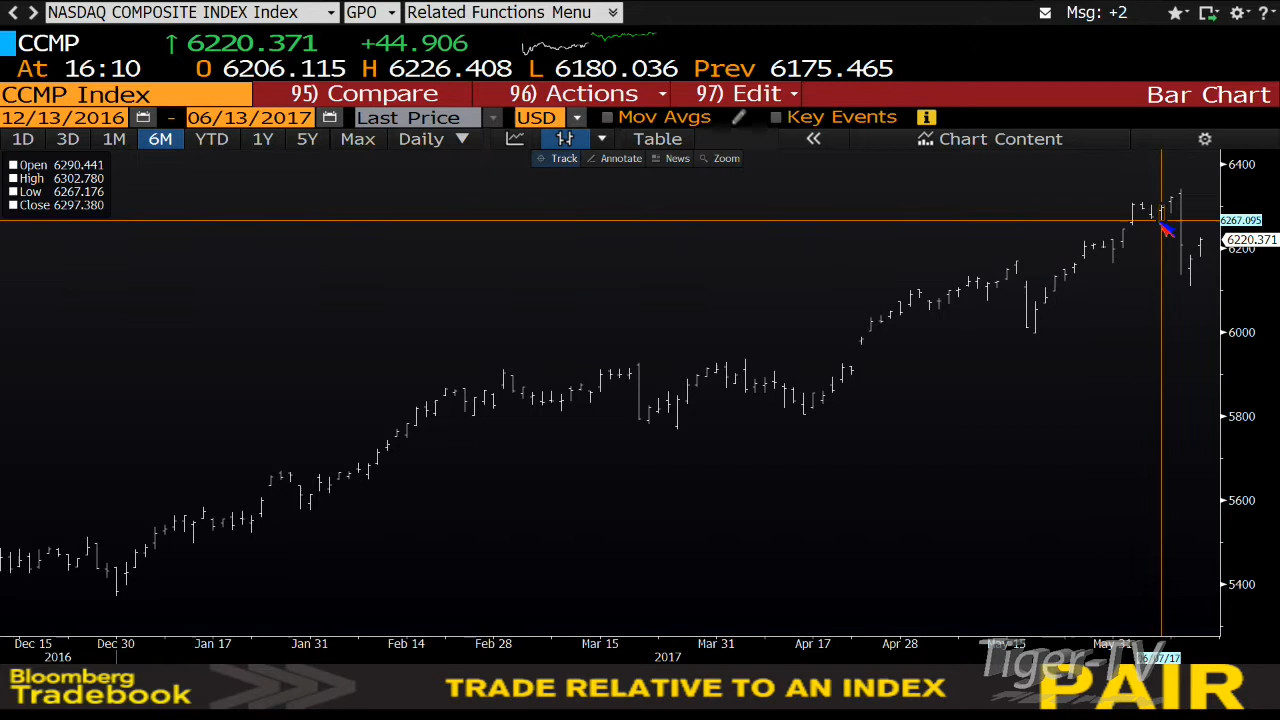 NASDAQ COMPOSITE INDEX Index GPO Related Functions Menu Msg: +2 ?
CCMP ↑ 6220.371 +44.906
At 16:10 O 6206.115 H 6226.408 L 6180.036 Prev 6175.465
CCMP Index 95) Compare 96) Actions 97) Edit Bar Chart
12/13/2016 - 06/13/2017 Last Price USD Mov Avgs Key Events
1D 3D 1M 6M YTD 1Y 5Y Max Daily Table « Chart Content
Track Annotate News Zoom
Open 6290.441
High 6302.780
Low 6267.176
Close 6297.380
6400
6267.095
6220.371
6200
6000
5800
5600
5400
Dec 15 Dec 30 Jan 17 Jan 31 Feb 14 Feb 28 Mar 15 Mar 31 Apr 17 Apr 28 May 15 May 31
2016 2017 06/07/17
Tiger-TV
Bloomberg
Tradebook
TRADE RELATIVE TO AN INDEX
PAIR